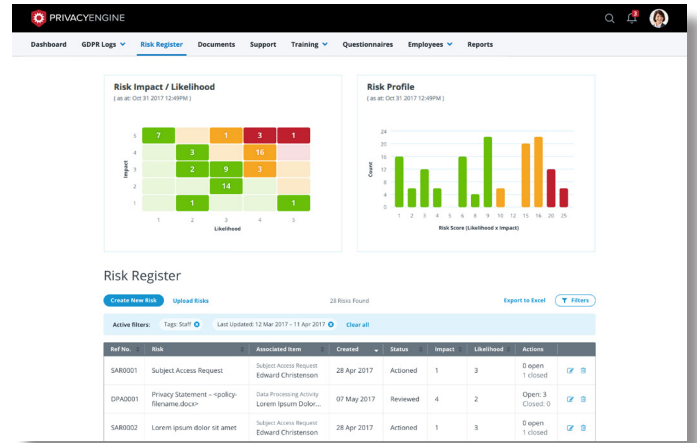 PRIVACYENGINE
3
Dashboard GDPR Logs Risk Register Documents Support Training Questionnaires Employees Reports
Risk Impact / Likelihood
( as at: Oct 31 2017 12:49PM )
5 7 1 3 1
4 3 16
3 2 9 3
2 14
1 1 1
1 2 3 4 5
Impact
Likelihood
Risk Profile
( as at: Oct 31 2017 12:49PM )
24
20
16
12
8
4
0
Count
1 2 3 4 5 6 8 9 10 12 15 16 20 25
Risk Score (Likelihood x Impact)
Risk Register
Create New Risk Upload Risks 28 Risks Found Export to Excel Filters
Active filters: Tags: Staff Last Updated: 12 Mar 2017 – 11 Apr 2017 Clear all
Ref No. Risk Associated Item Created Status Impact Likelihood Actions
SAR0001 Subject Access Request Subject Access Request Edward Christenson 28 Apr 2017 Actioned 1 3 0 open 1 closed
DPA0001 Privacy Statement – <policy-filename.docx> Data Processing Activity Lorem Ipsum Dolor... 07 May 2017 Reviewed 4 2 Open: 3 Closed: 0
SAR0002 Lorem ipsum dolor sit amet Subject Access Request Edward Christenson 28 Apr 2017 Actioned 1 3 0 open 1 closed